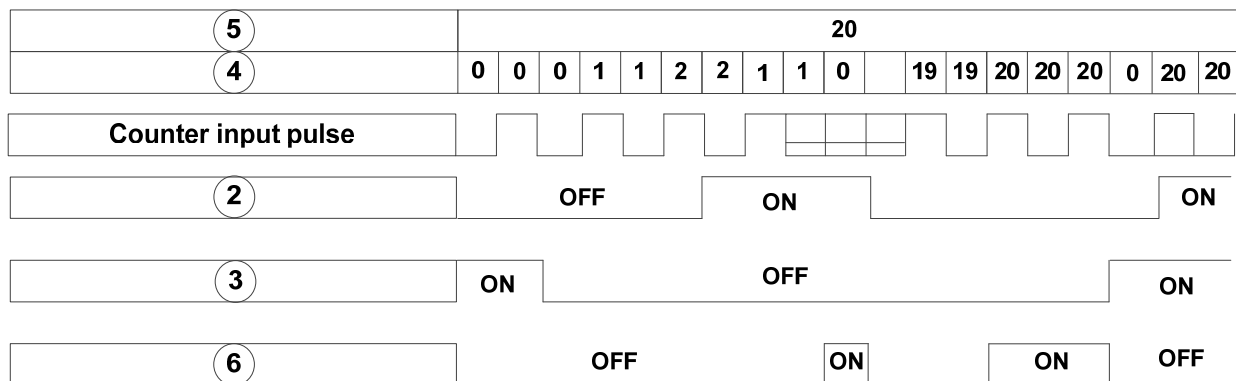 ⑤ 20
④ 0 0 0 1 1 2 2 1 1 0 19 19 20 20 20 0 20 20
Counter input pulse
② OFF ON ON
③ ON OFF ON
⑥ OFF ON ON OFF